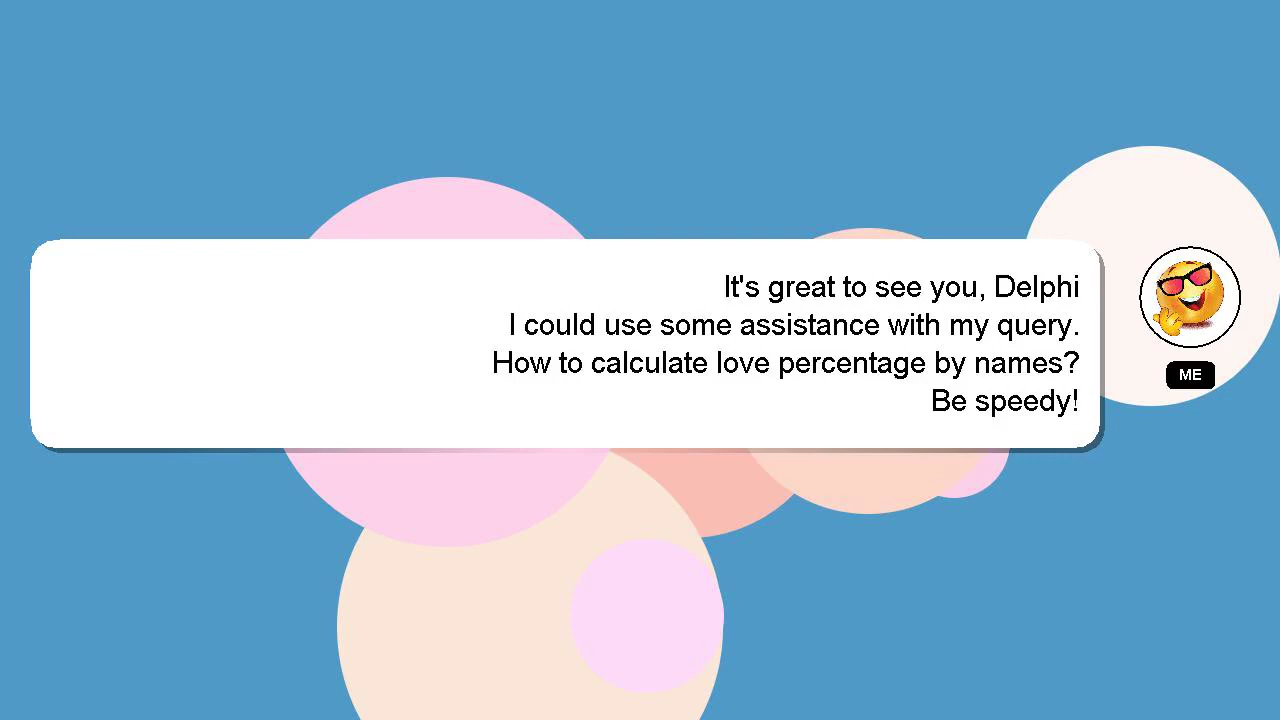 It's great to see you, Delphi
I could use some assistance with my query.
How to calculate love percentage by names?
Be speedy!
ME